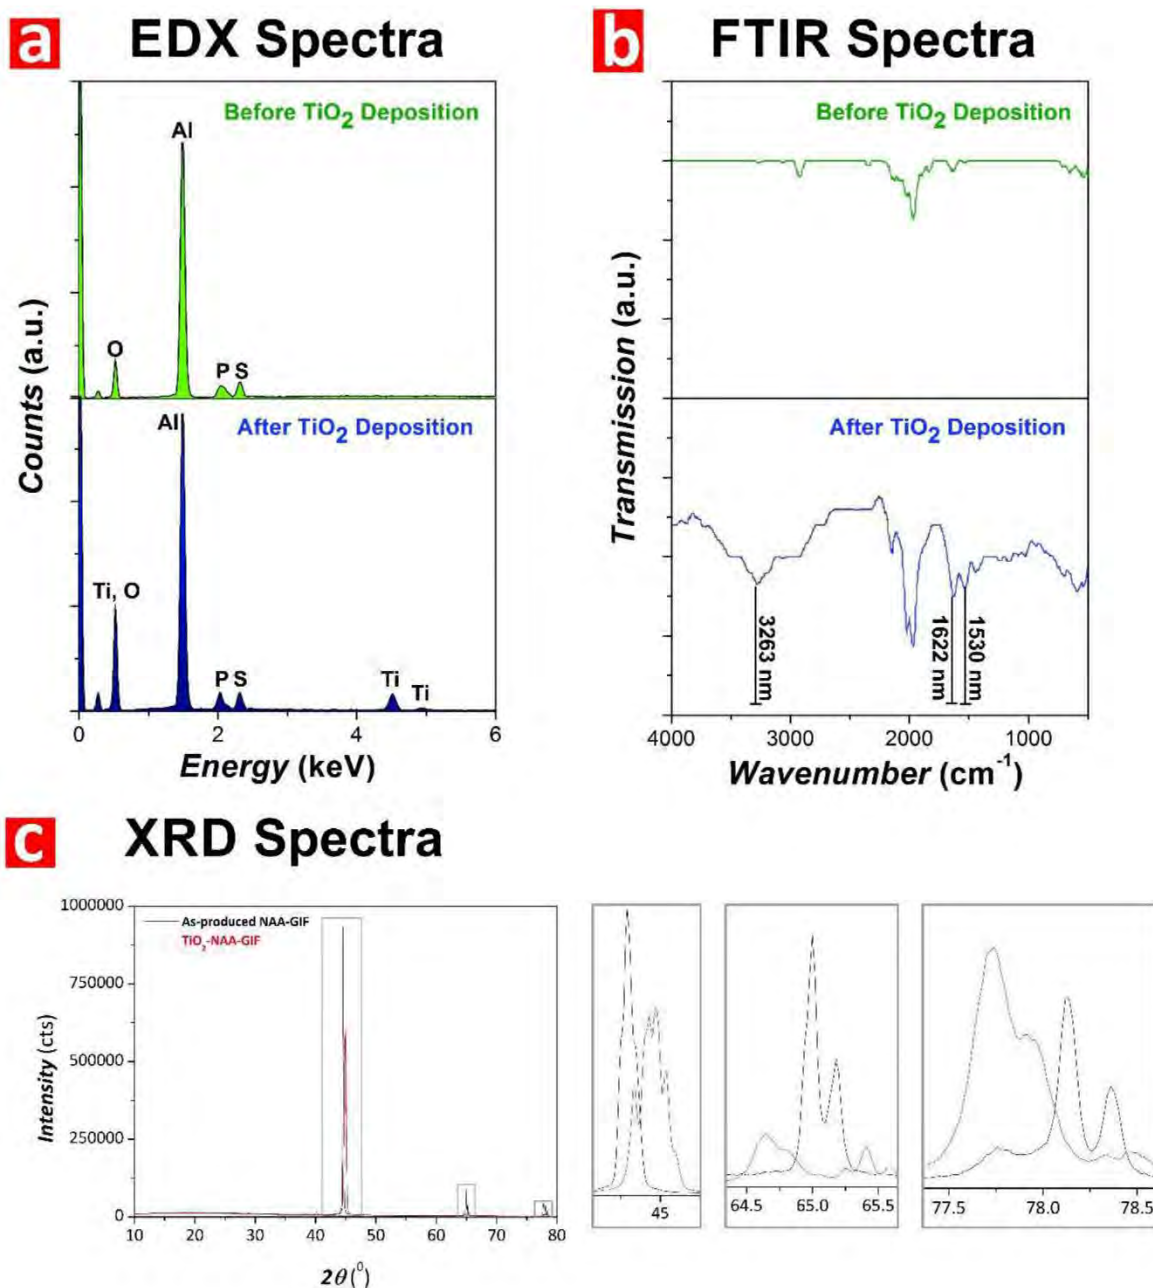 a EDX Spectra
Before TiO2 Deposition
Al
O
P S
After TiO2 Deposition
Al
Ti, O
P S
Ti
Ti
Counts (a.u.)
0 2 4 6
Energy (keV)
b FTIR Spectra
Before TiO2 Deposition
After TiO2 Deposition
3263 nm
1622 nm
1530 nm
Transmission (a.u.)
4000 3000 2000 1000
Wavenumber (cm-1)
c XRD Spectra
As-produced NAA-GIF
TiO2-NAA-GIF
1000000
750000
500000
250000
0
Intensity (cts)
10 20 30 40 50 60 70 80
2θ (0)
45
64.5 65.0 65.5
77.5 78.0 78.5